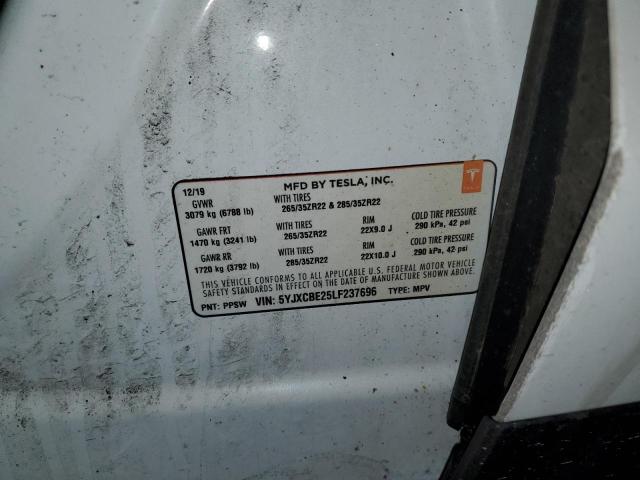 12/19 MFD BY TESLA, INC.
GVWR WITH TIRES
3079 kg (6788 lb) 265/35ZR22 & 285/35ZR22
GAWR FRT WITH TIRES RIM COLD TIRE PRESSURE
1470 kg (3241 lb) 265/35ZR22 22X9.0 J 290 kPa, 42 psi
GAWR RR WITH TIRES RIM COLD TIRE PRESSURE
1720 kg (3792 lb) 285/35ZR22 22X10.0 J 290 kPa, 42 psi
THIS VEHICLE CONFORMS TO ALL APPLICABLE U.S. FEDERAL MOTOR VEHICLE
SAFETY STANDARDS IN EFFECT ON THE DATE OF MANUFACTURE SHOWN ABOVE.
PNT: PPSW VIN: 5YJXCBE25LF237696 TYPE: MPV